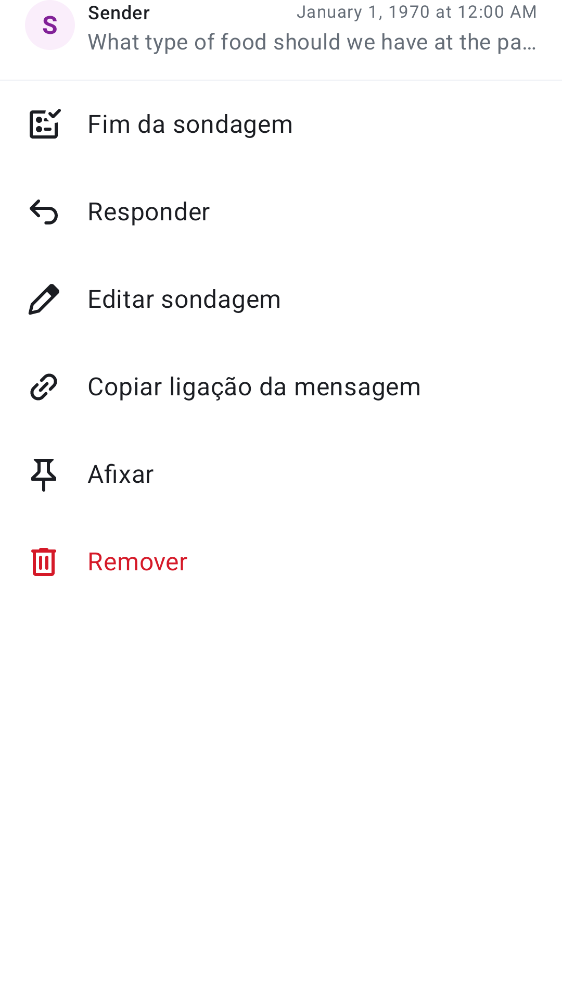 S
Sender
January 1, 1970 at 12:00 AM
What type of food should we have at the pa…
Fim da sondagem
Responder
Editar sondagem
Copiar ligação da mensagem
Afixar
Remover